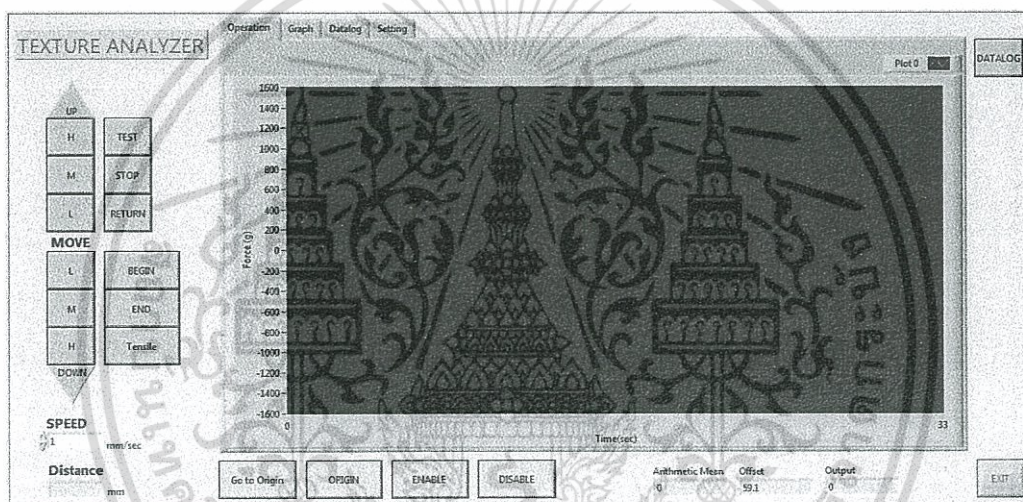 TEXTURE ANALYZER
Operation Graph Datalog Setting
Plot 0
DATALOG
UP
H
M
L
MOVE
L
M
H
DOWN
TEST
STOP
RETURN
BEGIN
END
Tensile
SPEED
1 mm/sec
Distance
mm
Force (g)
1600
1400
1200
1000
800
600
400
200
0
-200
-400
-600
-800
-1000
-1200
-1400
-1600
0 33
Time(sec)
Go to Origin ORIGIN ENABLE DISABLE
Arithmetic Mean Offset Output
0 59.1 0
EXIT